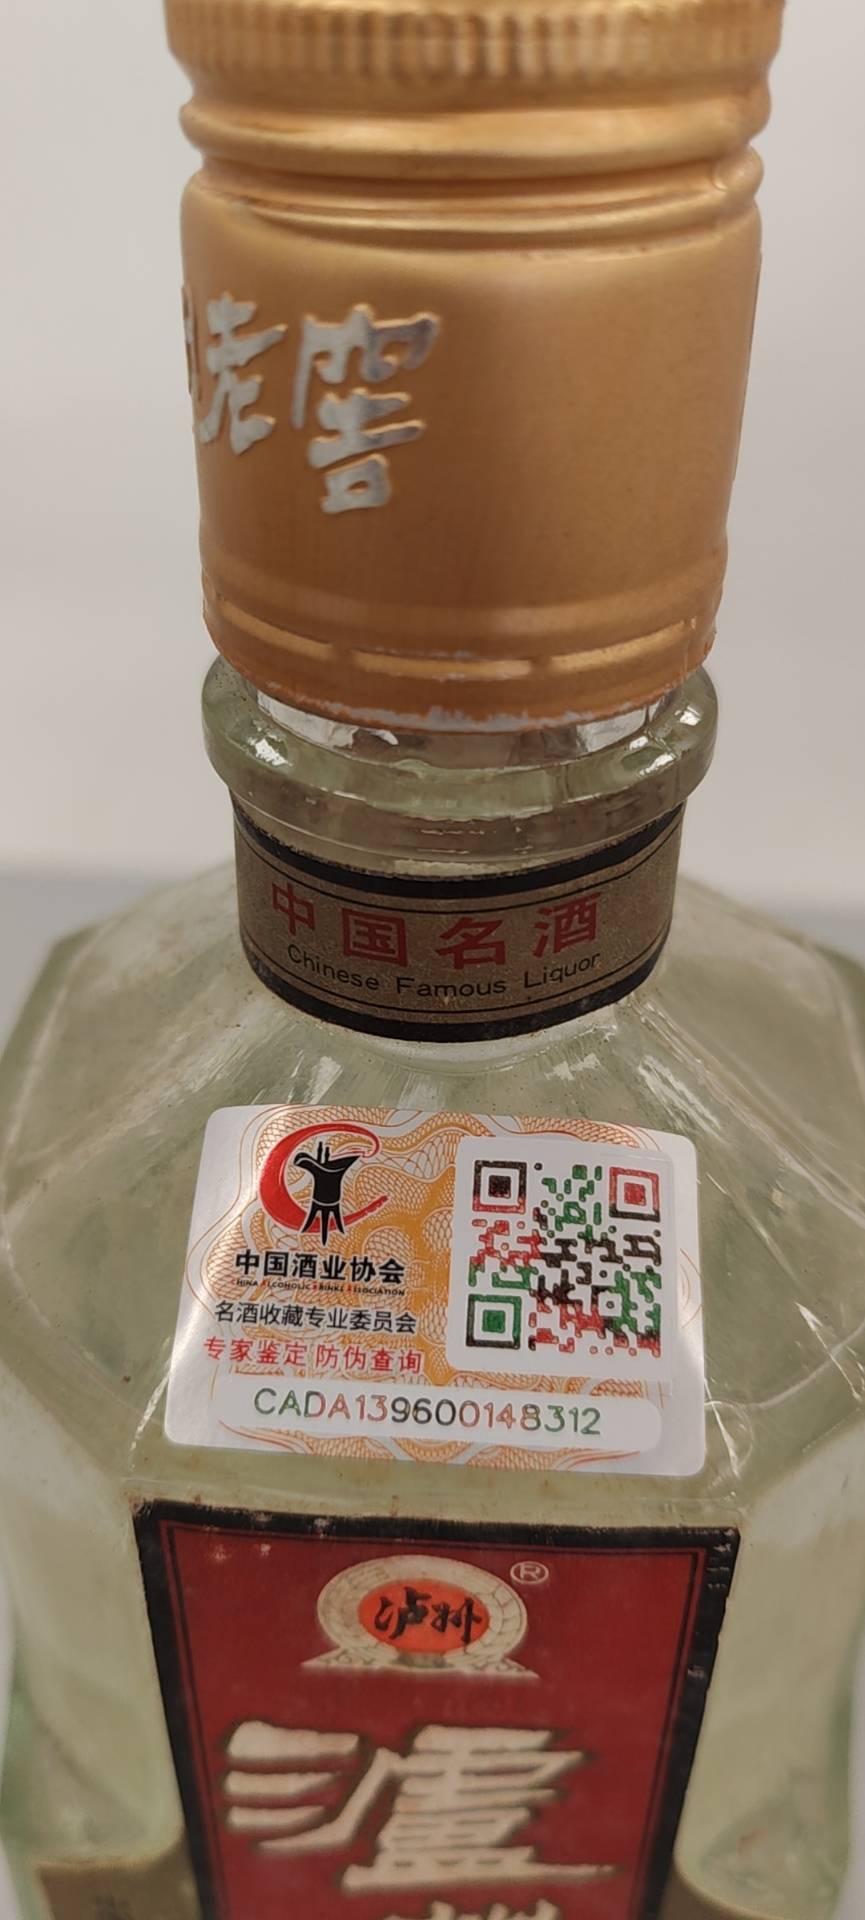 老窖
中国名酒
Chinese Famous Liquor
中国酒业协会
CHINA ALCOHOLIC DRINKS ASSOCIATION
名酒收藏专业委员会
专家鉴定 防伪查询
CADA139600148312
泸州
®
瀘